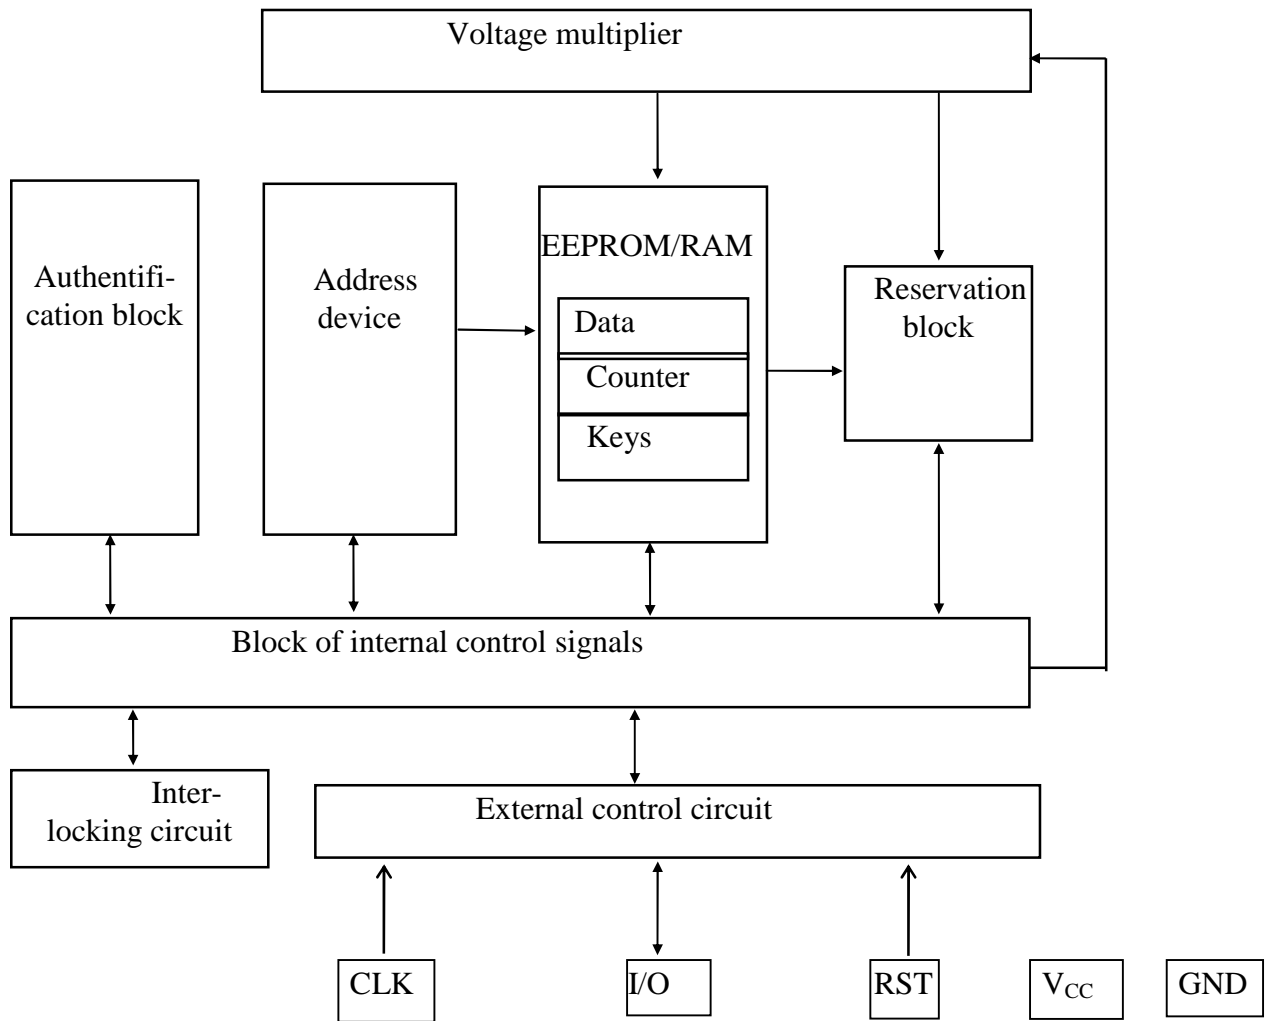 Voltage multiplier
Authentifi-
cation block
Address
device
EEPROM/RAM
Data
Counter
Keys
Reservation
block
Block of internal control signals
Inter-
locking circuit
External control circuit
CLK
I/O
RST
VCC
GND